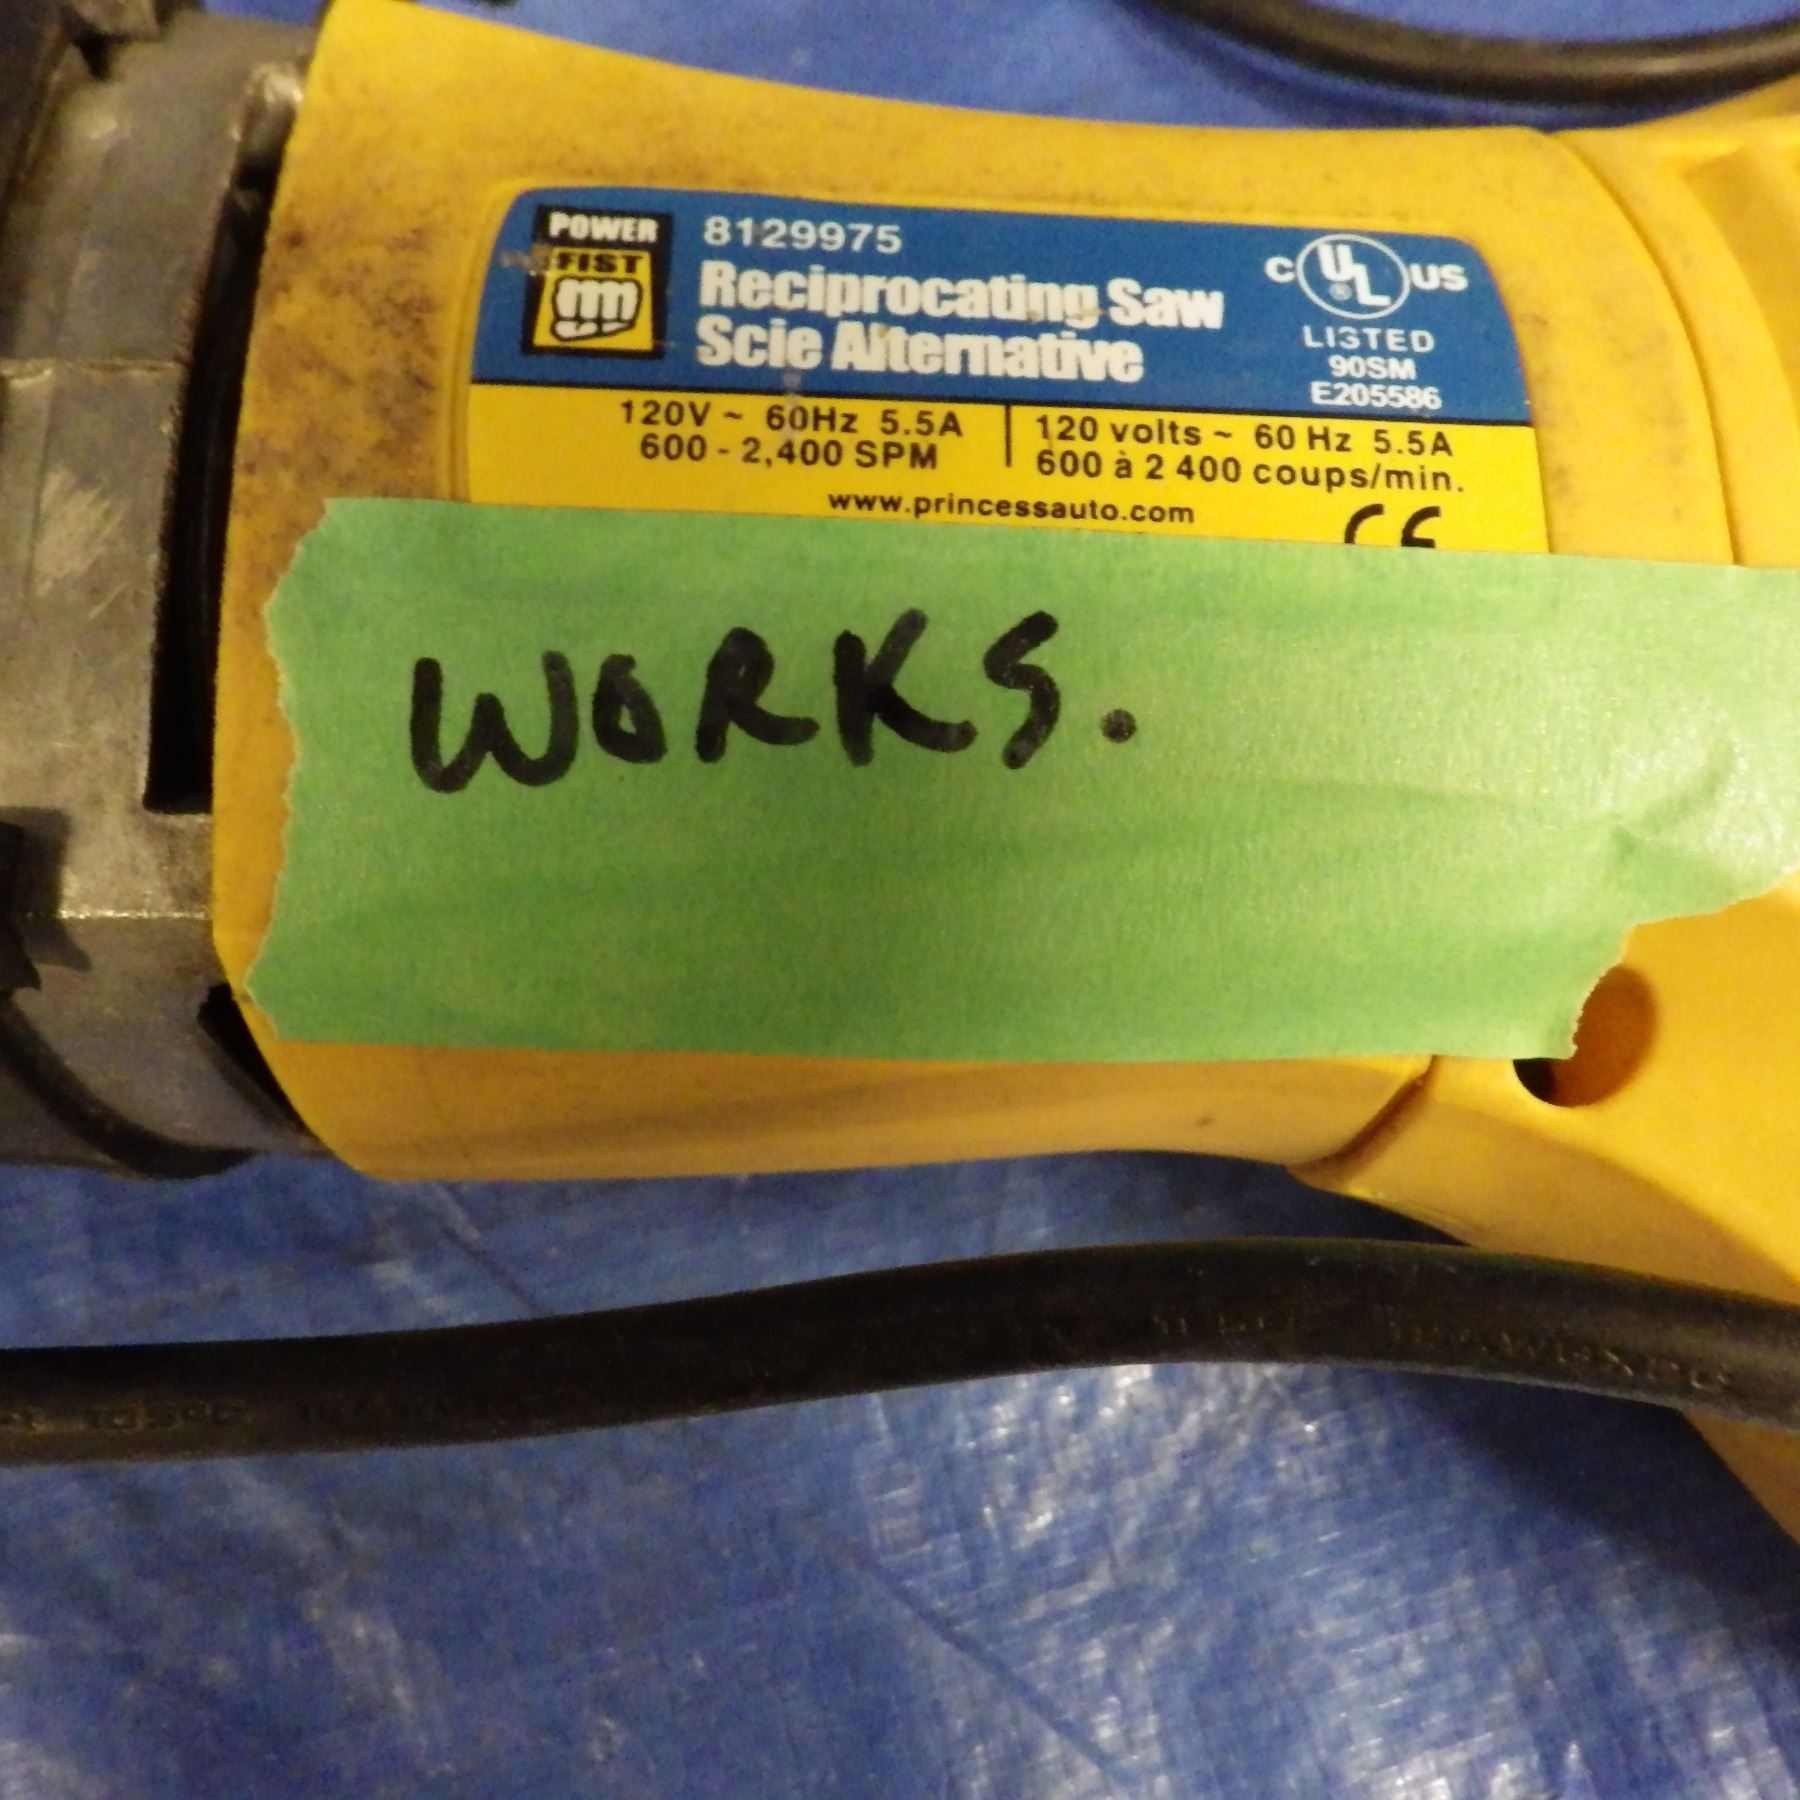 POWER
FIST
8129975
Reciprocating Saw
Scie Alternative
C UL US
®
LISTED
90SM
E205586
120V ~ 60Hz 5.5A
600 - 2,400 SPM
120 volts ~ 60 Hz 5.5A
600 à 2 400 coups/min.
www.princessauto.com
CE
WORKS.